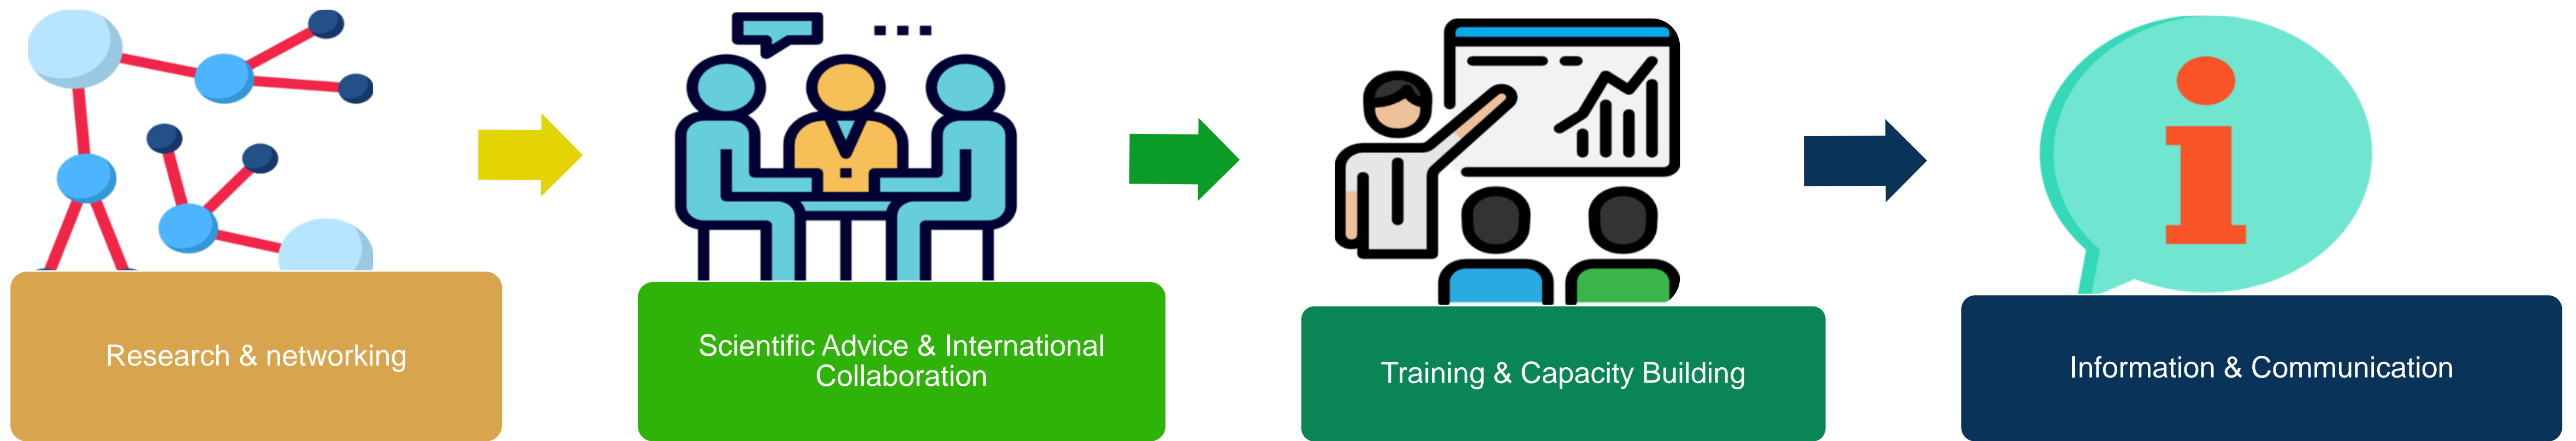 Research & networking
Scientific Advice & International
Collaboration
Training & Capacity Building
Information & Communication